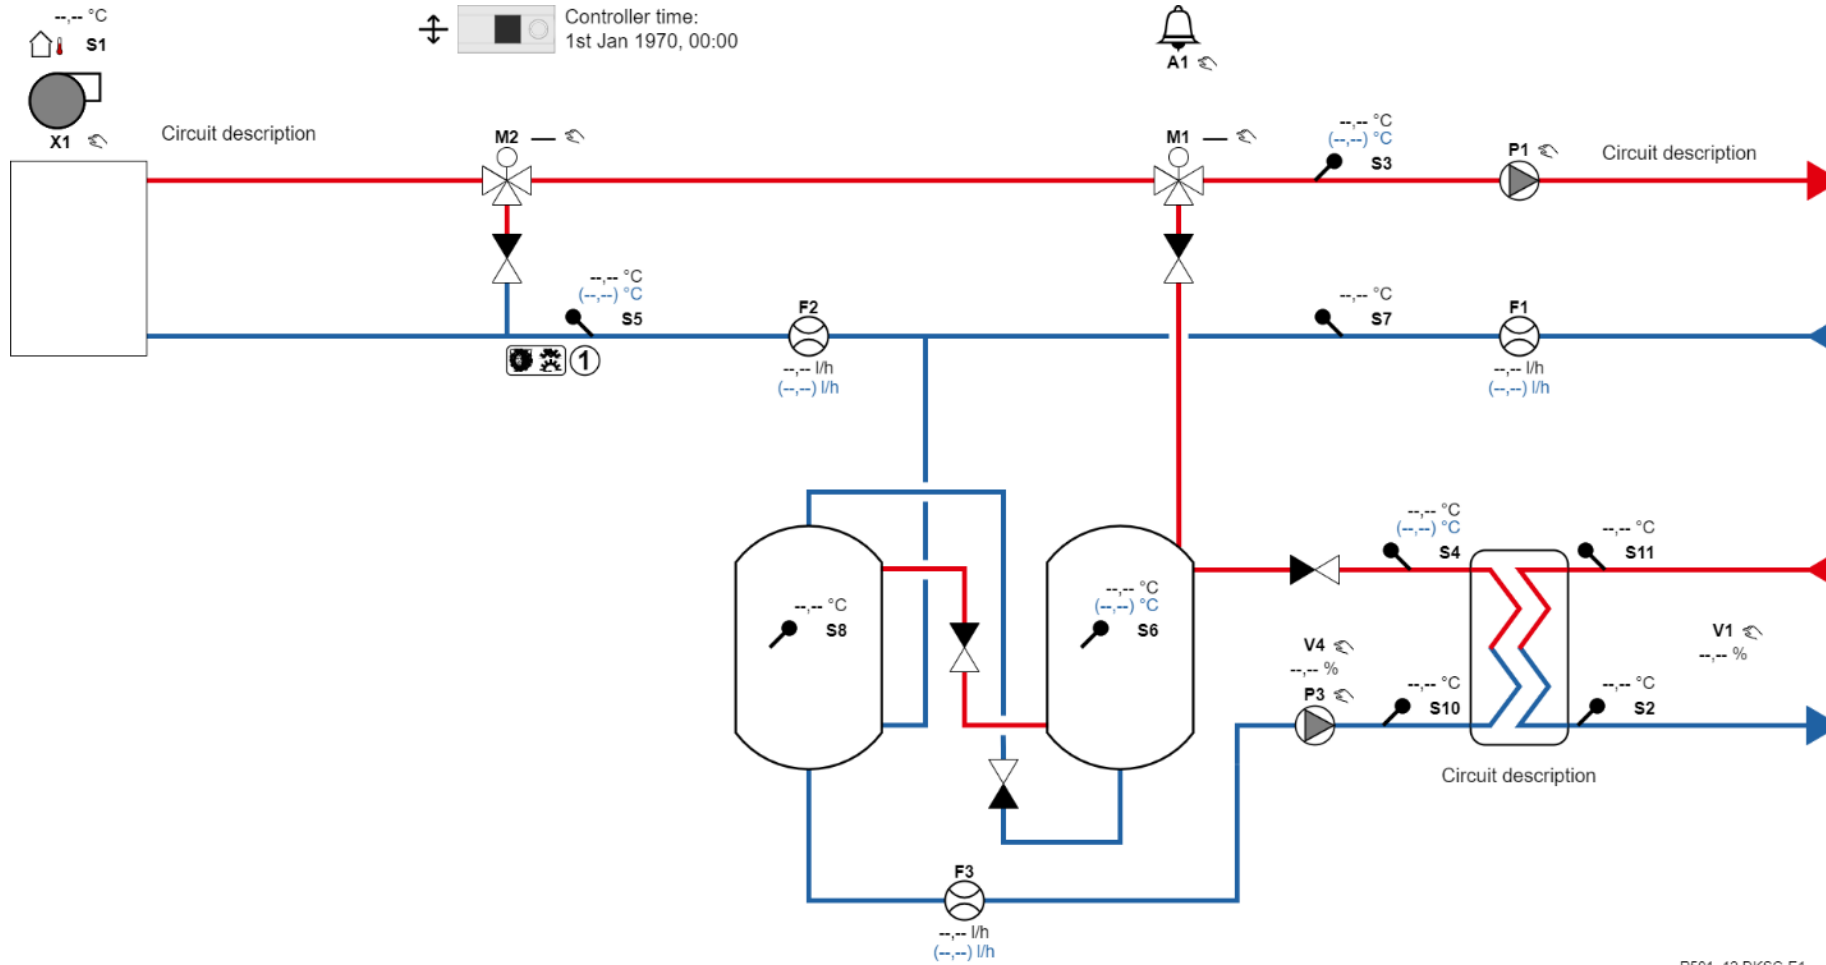 --,-- °C
S1
X1
Controller time:
1st Jan 1970, 00:00
A1
Circuit description
M2
M1
--,-- °C
(--,--) °C
S3
P1
Circuit description
--,-- °C
(--,--) °C
S5
1
F2
--,-- l/h
(--,--) l/h
--,-- °C
S7
F1
--,-- l/h
(--,--) l/h
--,-- °C
S8
--,-- °C
(--,--) °C
S6
--,-- °C
(--,--) °C
S4
--,-- °C
S11
V4
--,-- %
P3
--,-- °C
S10
--,-- °C
S2
V1
--,-- %
Circuit description
F3
--,-- l/h
(--,--) l/h